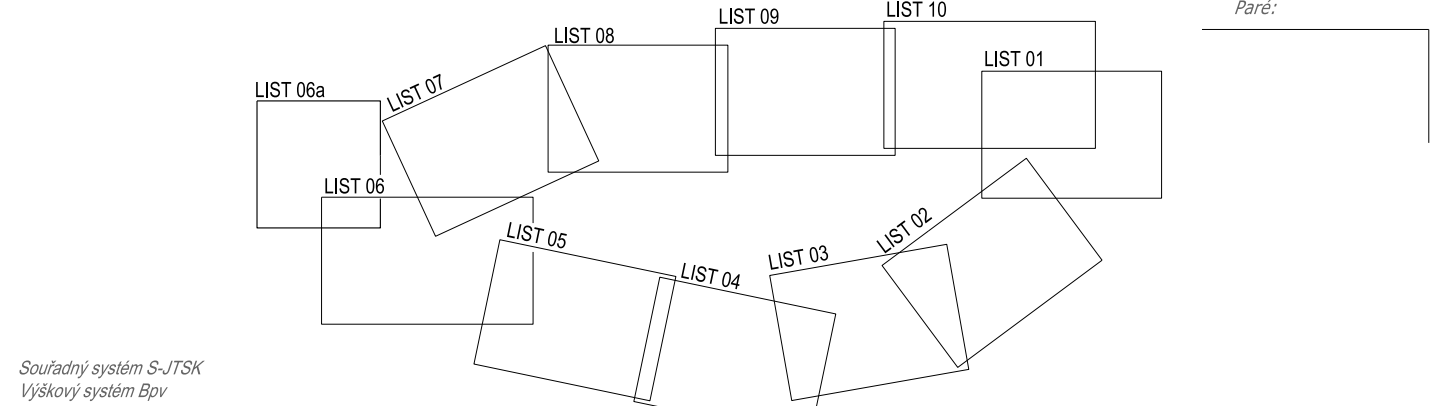 Paré:
LIST 10
LIST 09
LIST 08
LIST 01
LIST 07
LIST 06a
LIST 06
LIST 02
LIST 05
LIST 03
LIST 04
Souřadný systém S-JTSK
Výškový systém Bpv